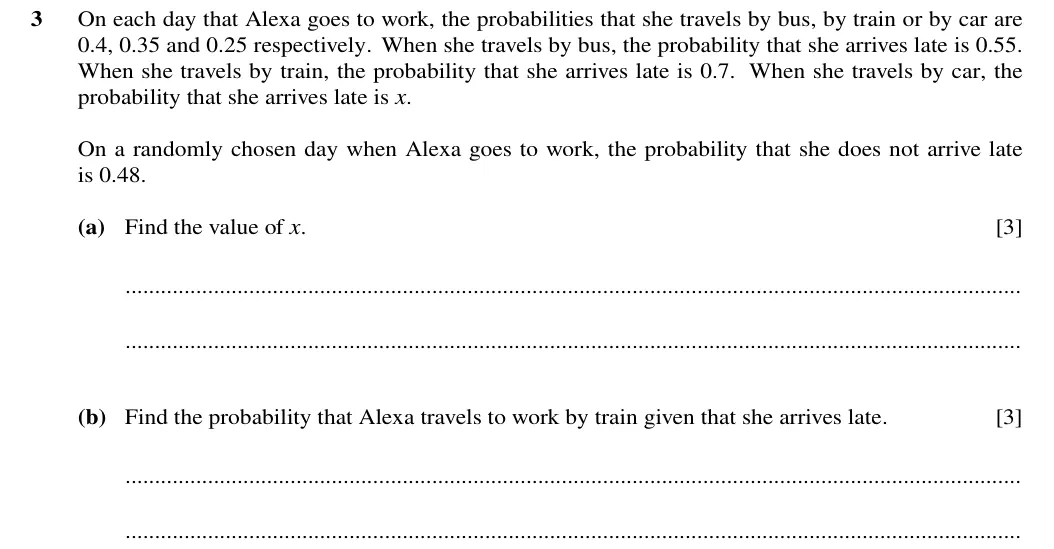 3 On each day that Alexa goes to work, the probabilities that she travels by bus, by train or by car are
0.4, 0.35 and 0.25 respectively. When she travels by bus, the probability that she arrives late is 0.55.
When she travels by train, the probability that she arrives late is 0.7. When she travels by car, the
probability that she arrives late is x.
On a randomly chosen day when Alexa goes to work, the probability that she does not arrive late
is 0.48.
(a) Find the value of x. [3]
(b) Find the probability that Alexa travels to work by train given that she arrives late. [3]